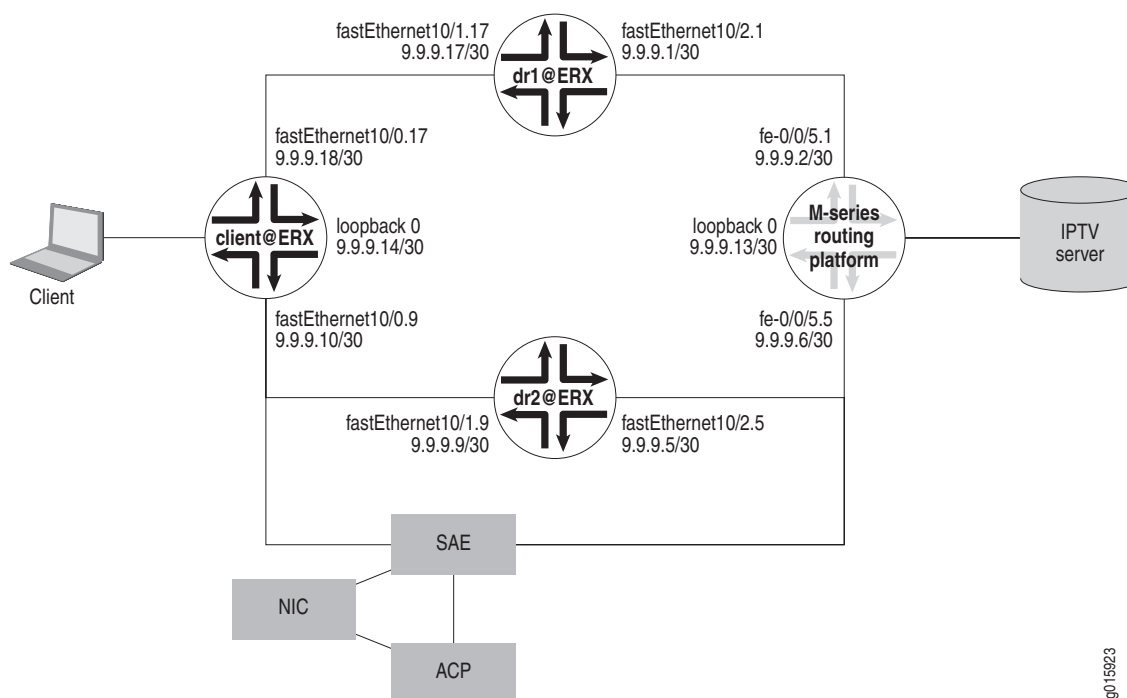 fastEthernet10/1.17
9.9.9.17/30
fastEthernet10/2.1
9.9.9.1/30
dr1@ERX
fastEthernet10/0.17
9.9.9.18/30
fe-0/0/5.1
9.9.9.2/30
client@ERX
loopback 0
9.9.9.14/30
loopback 0
9.9.9.13/30
M-series
routing
platform
IPTV
server
Client
fastEthernet10/0.9
9.9.9.10/30
fe-0/0/5.5
9.9.9.6/30
dr2@ERX
fastEthernet10/1.9
9.9.9.9/30
fastEthernet10/2.5
9.9.9.5/30
SAE
NIC
ACP
g015923